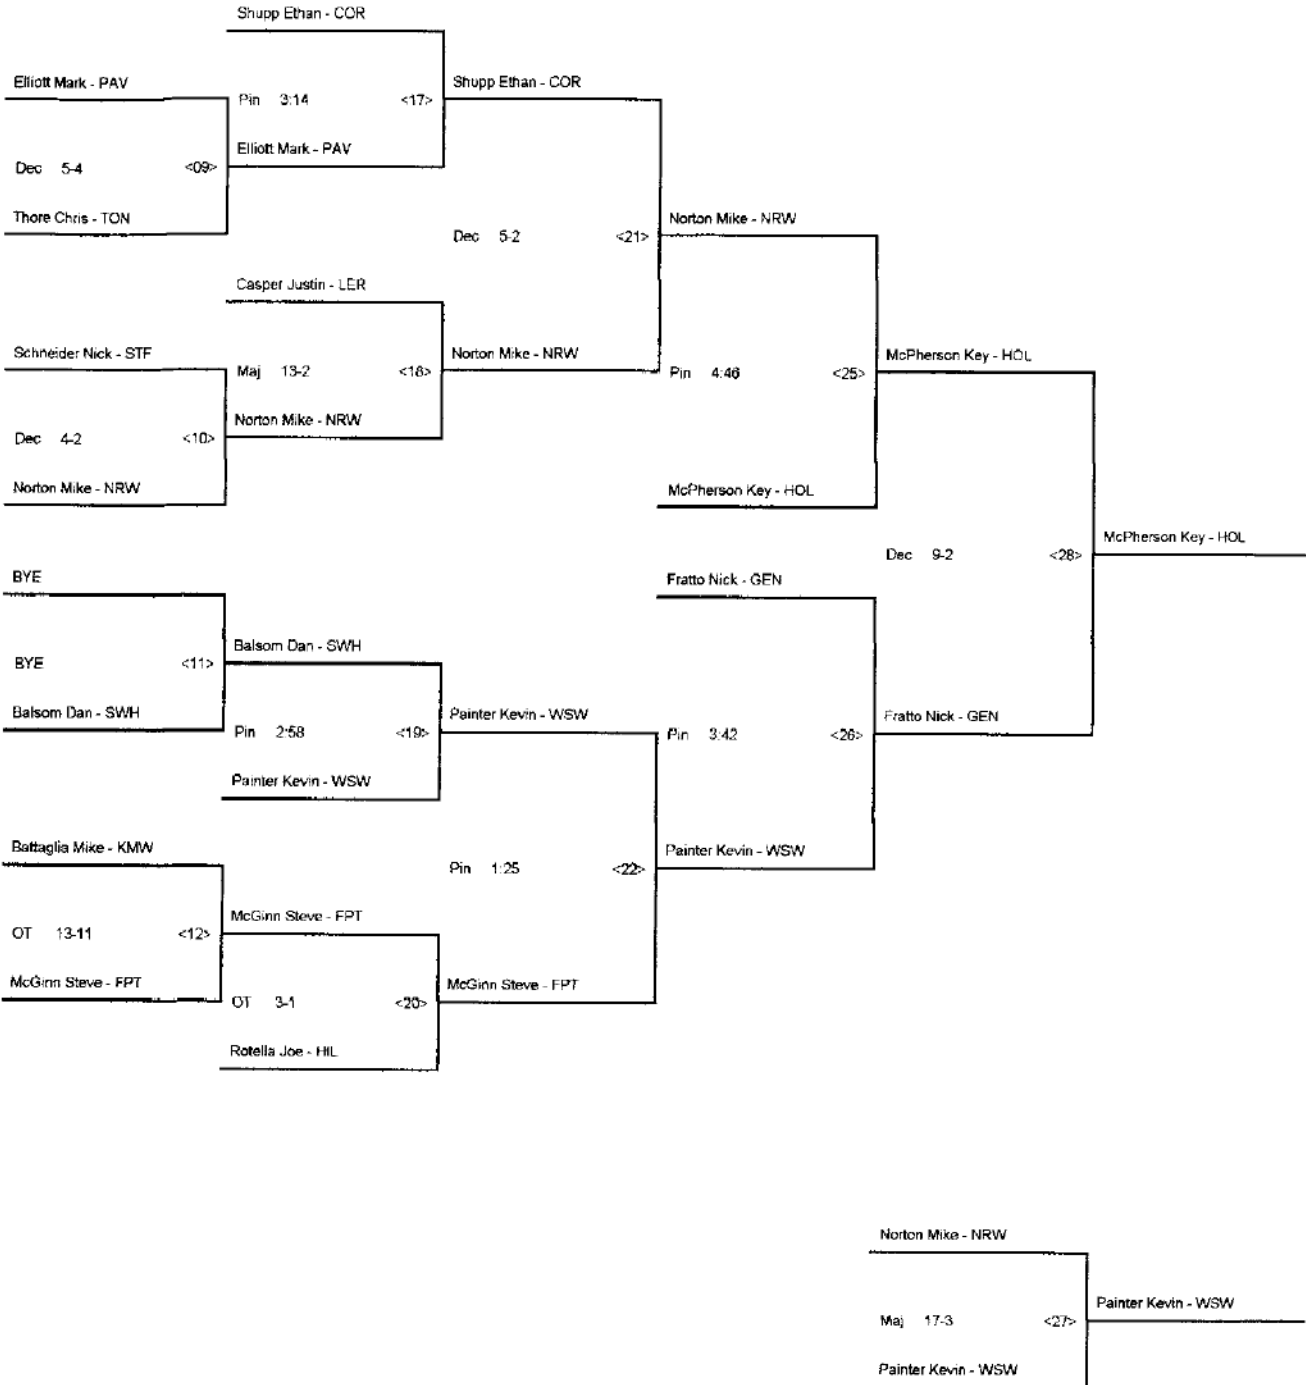 Shupp Ethan - COR
Elliott Mark - PAV
Shupp Ethan - COR
Pin 3:14 <17>
Elliott Mark - PAV
Dec 5-4 <09>
Thore Chris - TON
Norton Mike - NRW
Dec 5-2 <21>
Casper Justin - LER
Schneider Nick - STF
Norton Mike - NRW
McPherson Key - HOL
Maj 13-2 <18>
Pin 4:46 <25>
Norton Mike - NRW
Dec 4-2 <10>
Norton Mike - NRW
McPherson Key - HOL
McPherson Key - HOL
Dec 9-2 <28>
BYE
Fratto Nick - GEN
Balsom Dan - SWH
BYE <11>
Balsom Dan - SWH
Painter Kevin - WSW
Fratto Nick - GEN
Pin 2:58 <19>
Pin 3:42 <26>
Painter Kevin - WSW
Battaglia Mike - KMW
Painter Kevin - WSW
Pin 1:25 <22>
McGinn Steve - FPT
OT 13-11 <12>
McGinn Steve - FPT
McGinn Steve - FPT
OT 3-1 <20>
Rotella Joe - HIL
Norton Mike - NRW
Painter Kevin - WSW
Maj 17-3 <27>
Painter Kevin - WSW